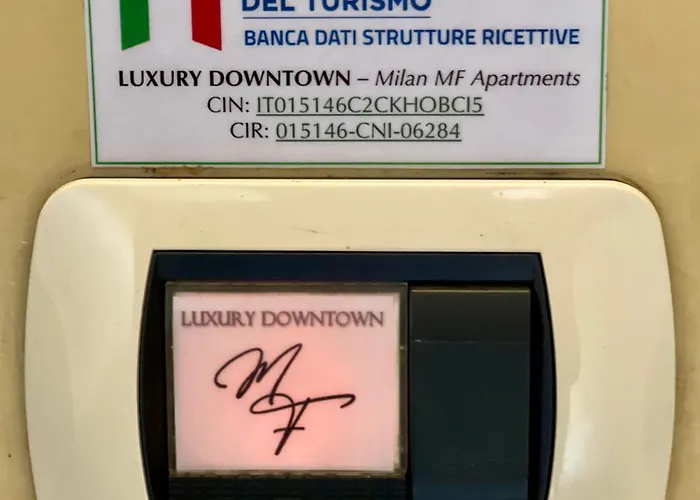 DEL TURISMO
BANCA DATI STRUTTURE RICETTIVE
LUXURY DOWNTOWN – Milan MF Apartments
CIN: IT015146C2CKHOBCI5
CIR: 015146-CNI-06284
LUXURY DOWNTOWN
MF